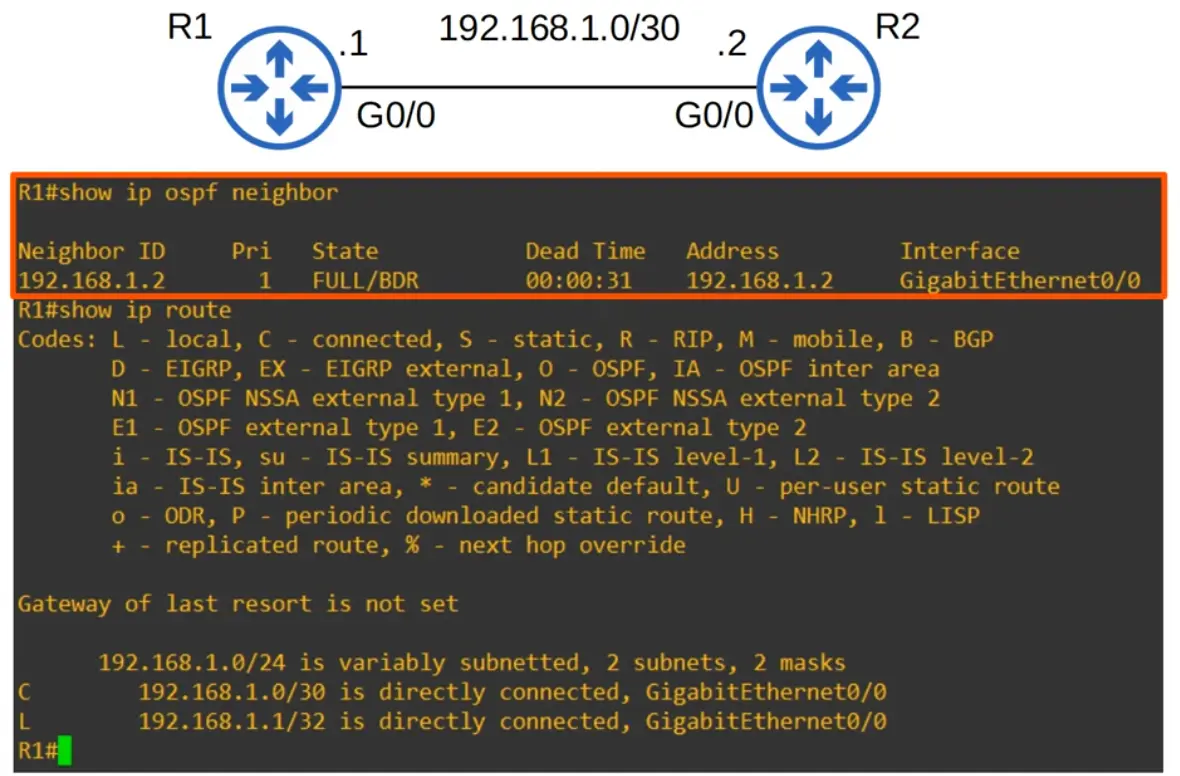 R1 192.168.1.0/30 R2
.1 .2
G0/0 G0/0
R1#show ip ospf neighbor
Neighbor ID Pri State Dead Time Address Interface
192.168.1.2 1 FULL/BDR 00:00:31 192.168.1.2 GigabitEthernet0/0
R1#show ip route
Codes: L - local, C - connected, S - static, R - RIP, M - mobile, B - BGP
D - EIGRP, EX - EIGRP external, O - OSPF, IA - OSPF inter area
N1 - OSPF NSSA external type 1, N2 - OSPF NSSA external type 2
E1 - OSPF external type 1, E2 - OSPF external type 2
i - IS-IS, su - IS-IS summary, L1 - IS-IS level-1, L2 - IS-IS level-2
ia - IS-IS inter area, * - candidate default, U - per-user static route
o - ODR, P - periodic downloaded static route, H - NHRP, l - LISP
+ - replicated route, % - next hop override
Gateway of last resort is not set
192.168.1.0/24 is variably subnetted, 2 subnets, 2 masks
C 192.168.1.0/30 is directly connected, GigabitEthernet0/0
L 192.168.1.1/32 is directly connected, GigabitEthernet0/0
R1#